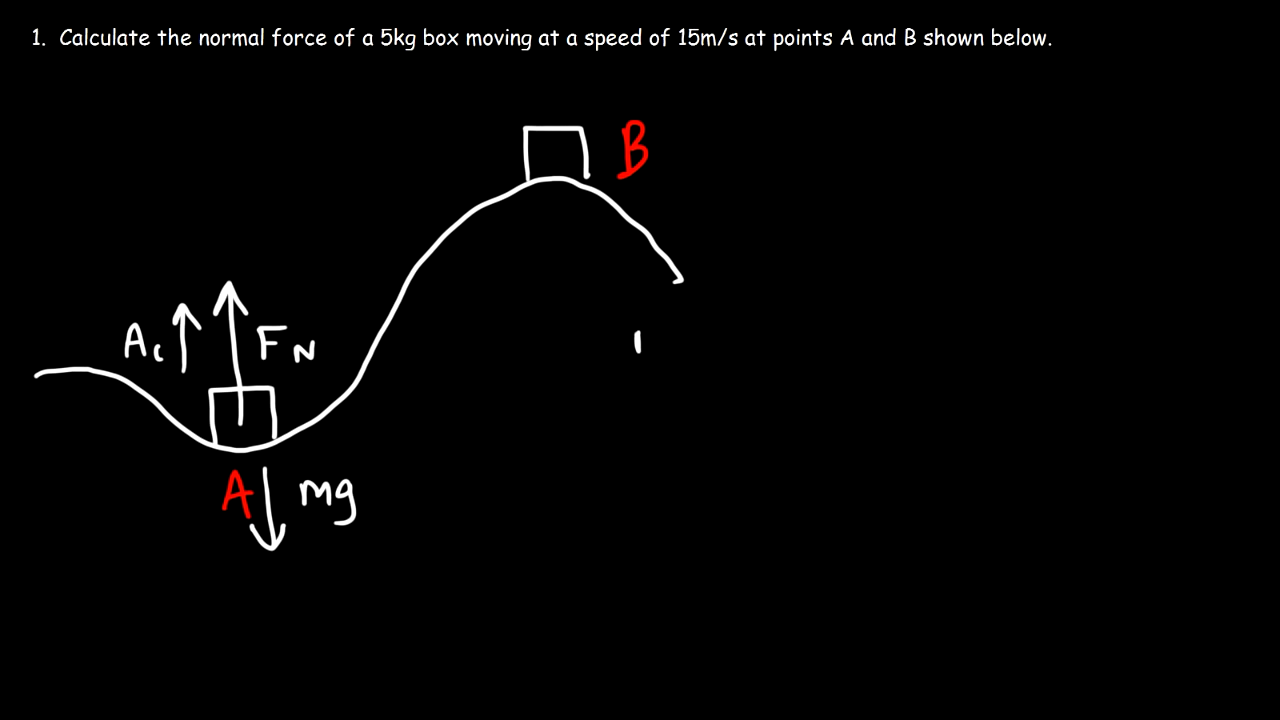 1. Calculate the normal force of a 5kg box moving at a speed of 15m/s at points A and B shown below.
B
Ac
FN
A
mg